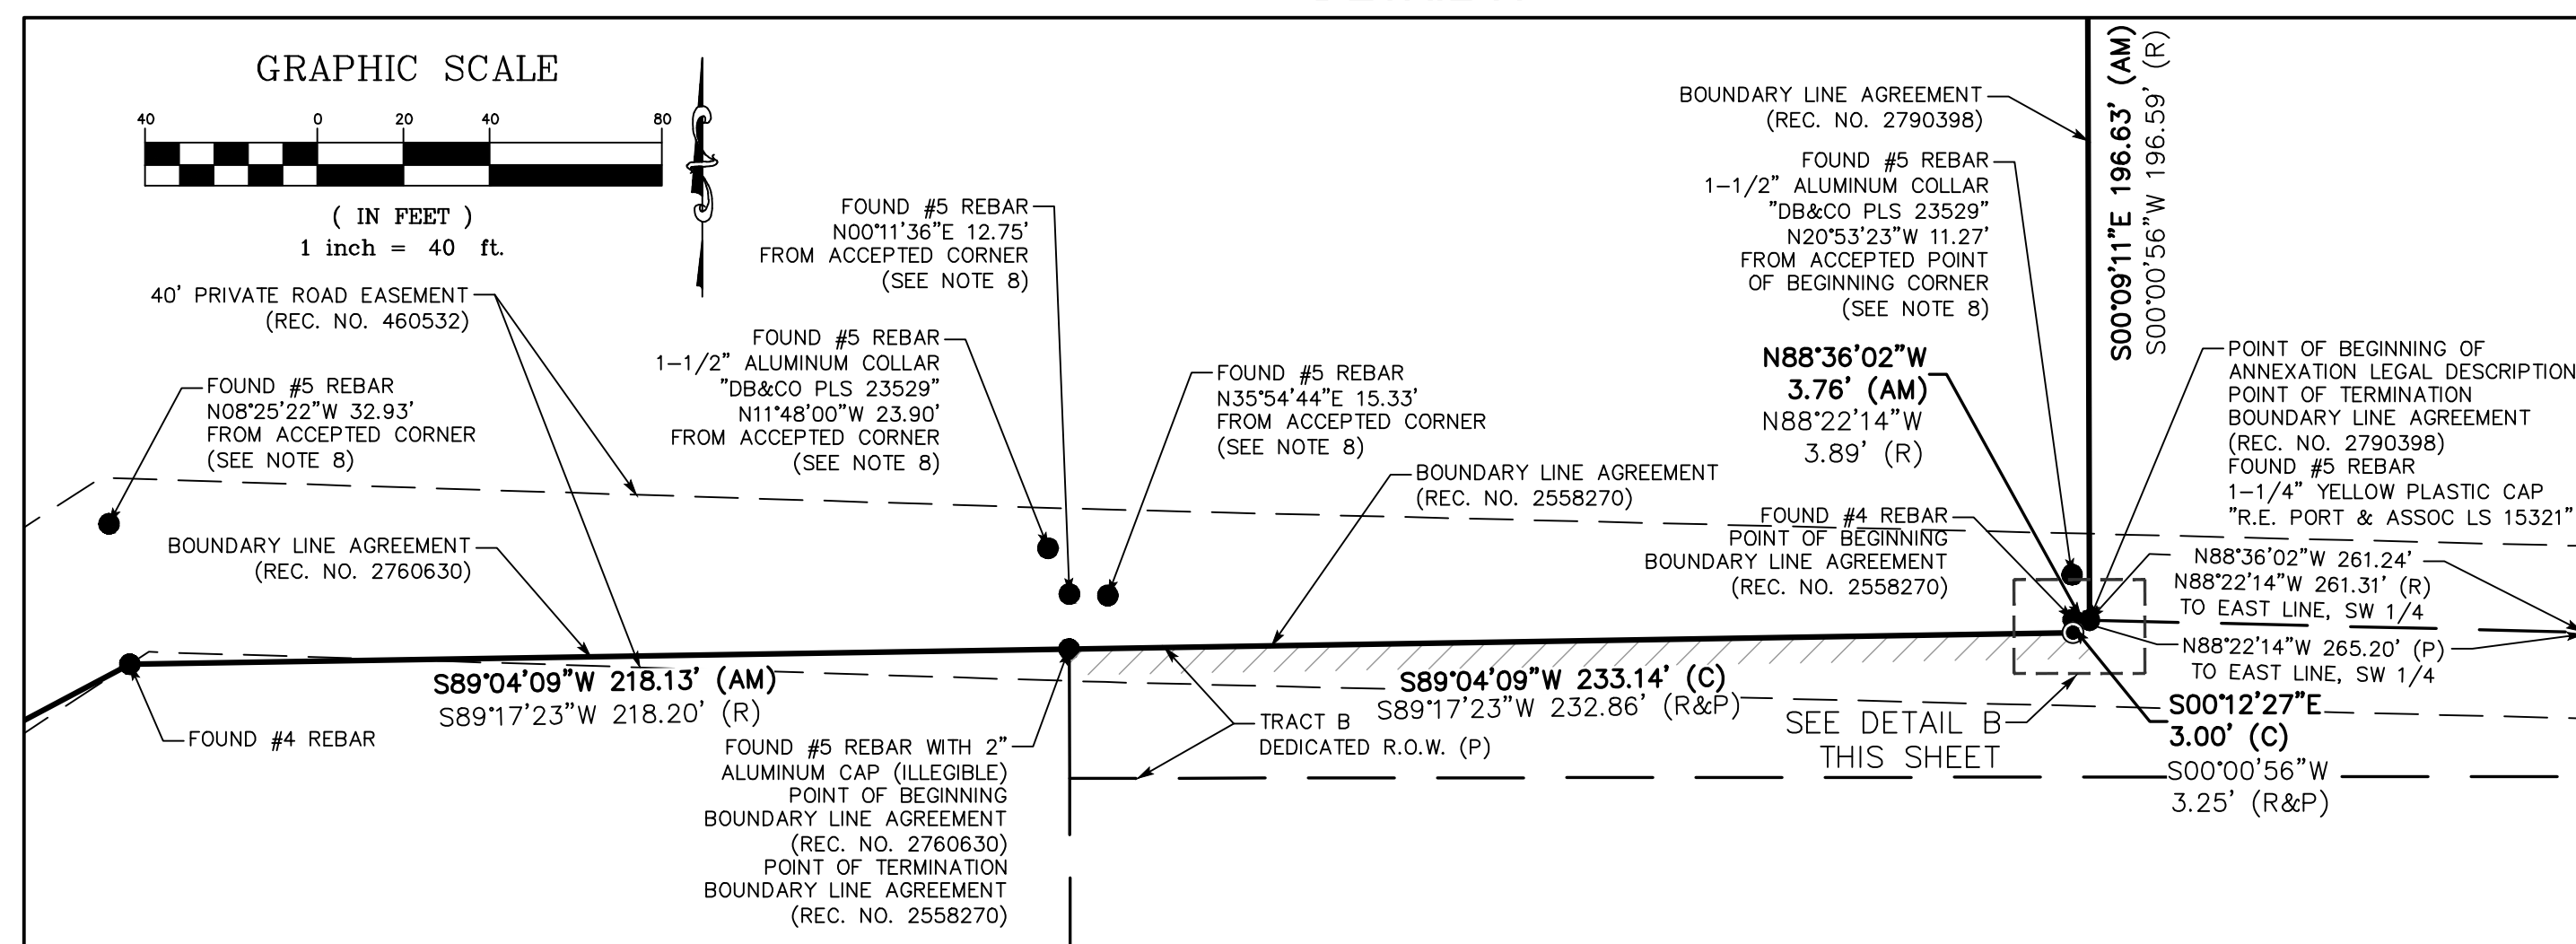 GRAPHIC SCALE
40 0 20 40 80
( IN FEET )
1 inch = 40 ft.
40' PRIVATE ROAD EASEMENT
(REC. NO. 460532)
FOUND #5 REBAR
N08°25'22"W 32.93'
FROM ACCEPTED CORNER
(SEE NOTE 8)
BOUNDARY LINE AGREEMENT
(REC. NO. 2760630)
FOUND #4 REBAR
FOUND #5 REBAR
N00°11'36"E 12.75'
FROM ACCEPTED CORNER
(SEE NOTE 8)
FOUND #5 REBAR
1-1/2" ALUMINUM COLLAR
"DB&CO PLS 23529"
N11°48'00"W 23.90'
FROM ACCEPTED CORNER
(SEE NOTE 8)
S89°04'09"W 218.13' (AM)
S89°17'23"W 218.20' (R)
FOUND #5 REBAR WITH 2"
ALUMINUM CAP (ILLEGIBLE)
POINT OF BEGINNING
BOUNDARY LINE AGREEMENT
(REC. NO. 2760630)
POINT OF TERMINATION
BOUNDARY LINE AGREEMENT
(REC. NO. 2558270)
FOUND #5 REBAR
N35°54'44"E 15.33'
FROM ACCEPTED CORNER
(SEE NOTE 8)
BOUNDARY LINE AGREEMENT
(REC. NO. 2558270)
S89°04'09"W 233.14' (C)
S89°17'23"W 232.86' (R&P)
TRACT B
DEDICATED R.O.W. (P)
BOUNDARY LINE AGREEMENT
(REC. NO. 2790398)
FOUND #5 REBAR
1-1/2" ALUMINUM COLLAR
"DB&CO PLS 23529"
N20°53'23"W 11.27'
FROM ACCEPTED POINT
OF BEGINNING CORNER
(SEE NOTE 8)
N88°36'02"W
3.76' (AM)
N88°22'14"W
3.89' (R)
FOUND #4 REBAR
POINT OF BEGINNING
BOUNDARY LINE AGREEMENT
(REC. NO. 2558270)
SEE DETAIL B
THIS SHEET
S00°09'11"E 196.63' (AM)
S00°00'56"W 196.59' (R)
POINT OF BEGINNING OF
ANNEXATION LEGAL DESCRIPTION
POINT OF TERMINATION
BOUNDARY LINE AGREEMENT
(REC. NO. 2790398)
FOUND #5 REBAR
1-1/4" YELLOW PLASTIC CAP
"R.E. PORT & ASSOC LS 15321"
N88°36'02"W 261.24'
N88°22'14"W 261.31' (R)
TO EAST LINE, SW 1/4
N88°22'14"W 265.20' (P)
TO EAST LINE, SW 1/4
S00°12'27"E
3.00' (C)
S00°00'56"W
3.25' (R&P)